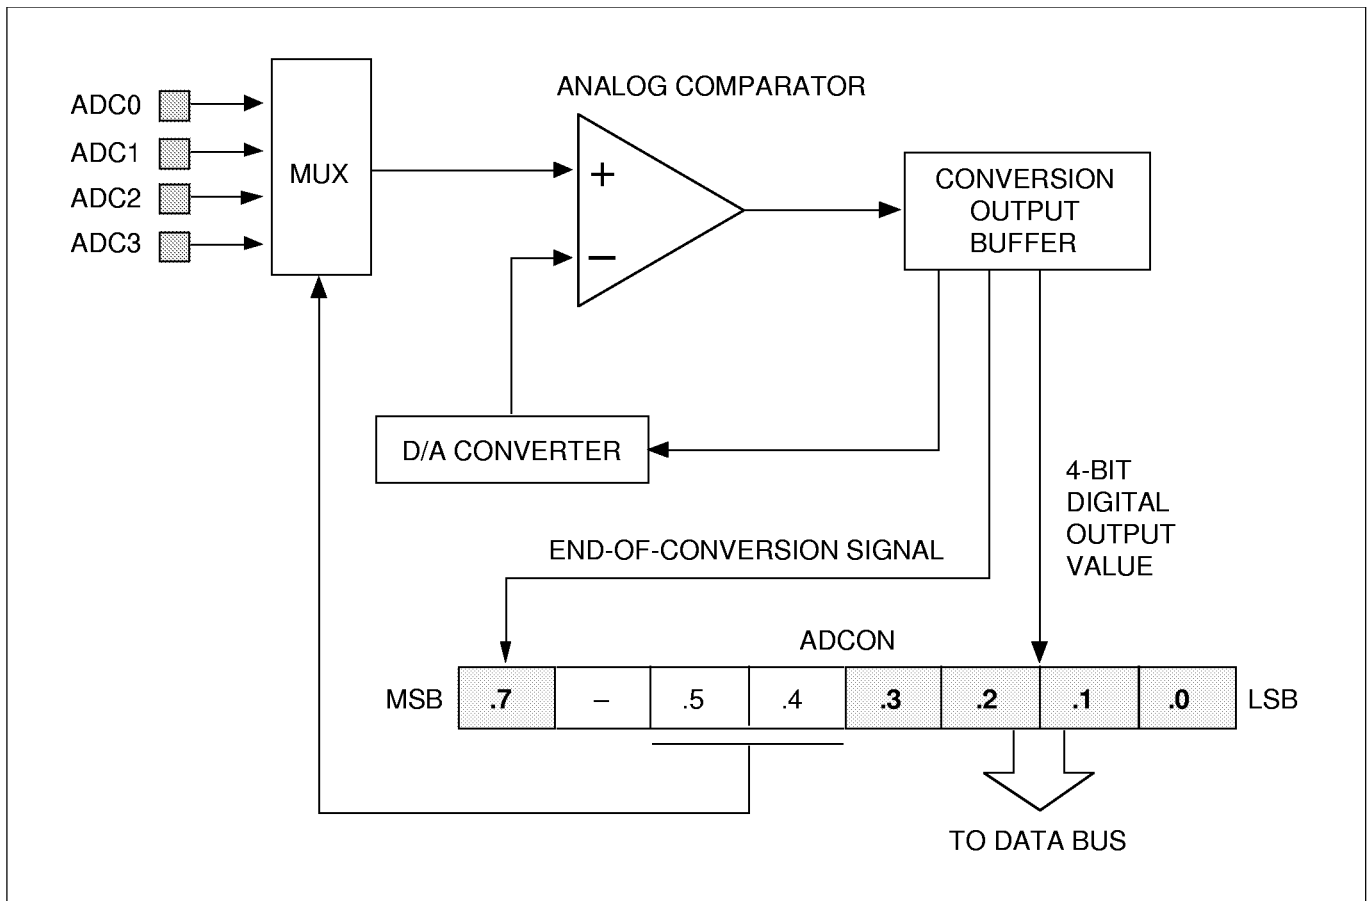 ANALOG COMPARATOR
ADC0
ADC1
ADC2
ADC3
MUX
+
–
CONVERSION
OUTPUT
BUFFER
D/A CONVERTER
4-BIT
DIGITAL
OUTPUT
VALUE
END-OF-CONVERSION SIGNAL
ADCON
MSB .7 – .5 .4 .3 .2 .1 .0 LSB
TO DATA BUS